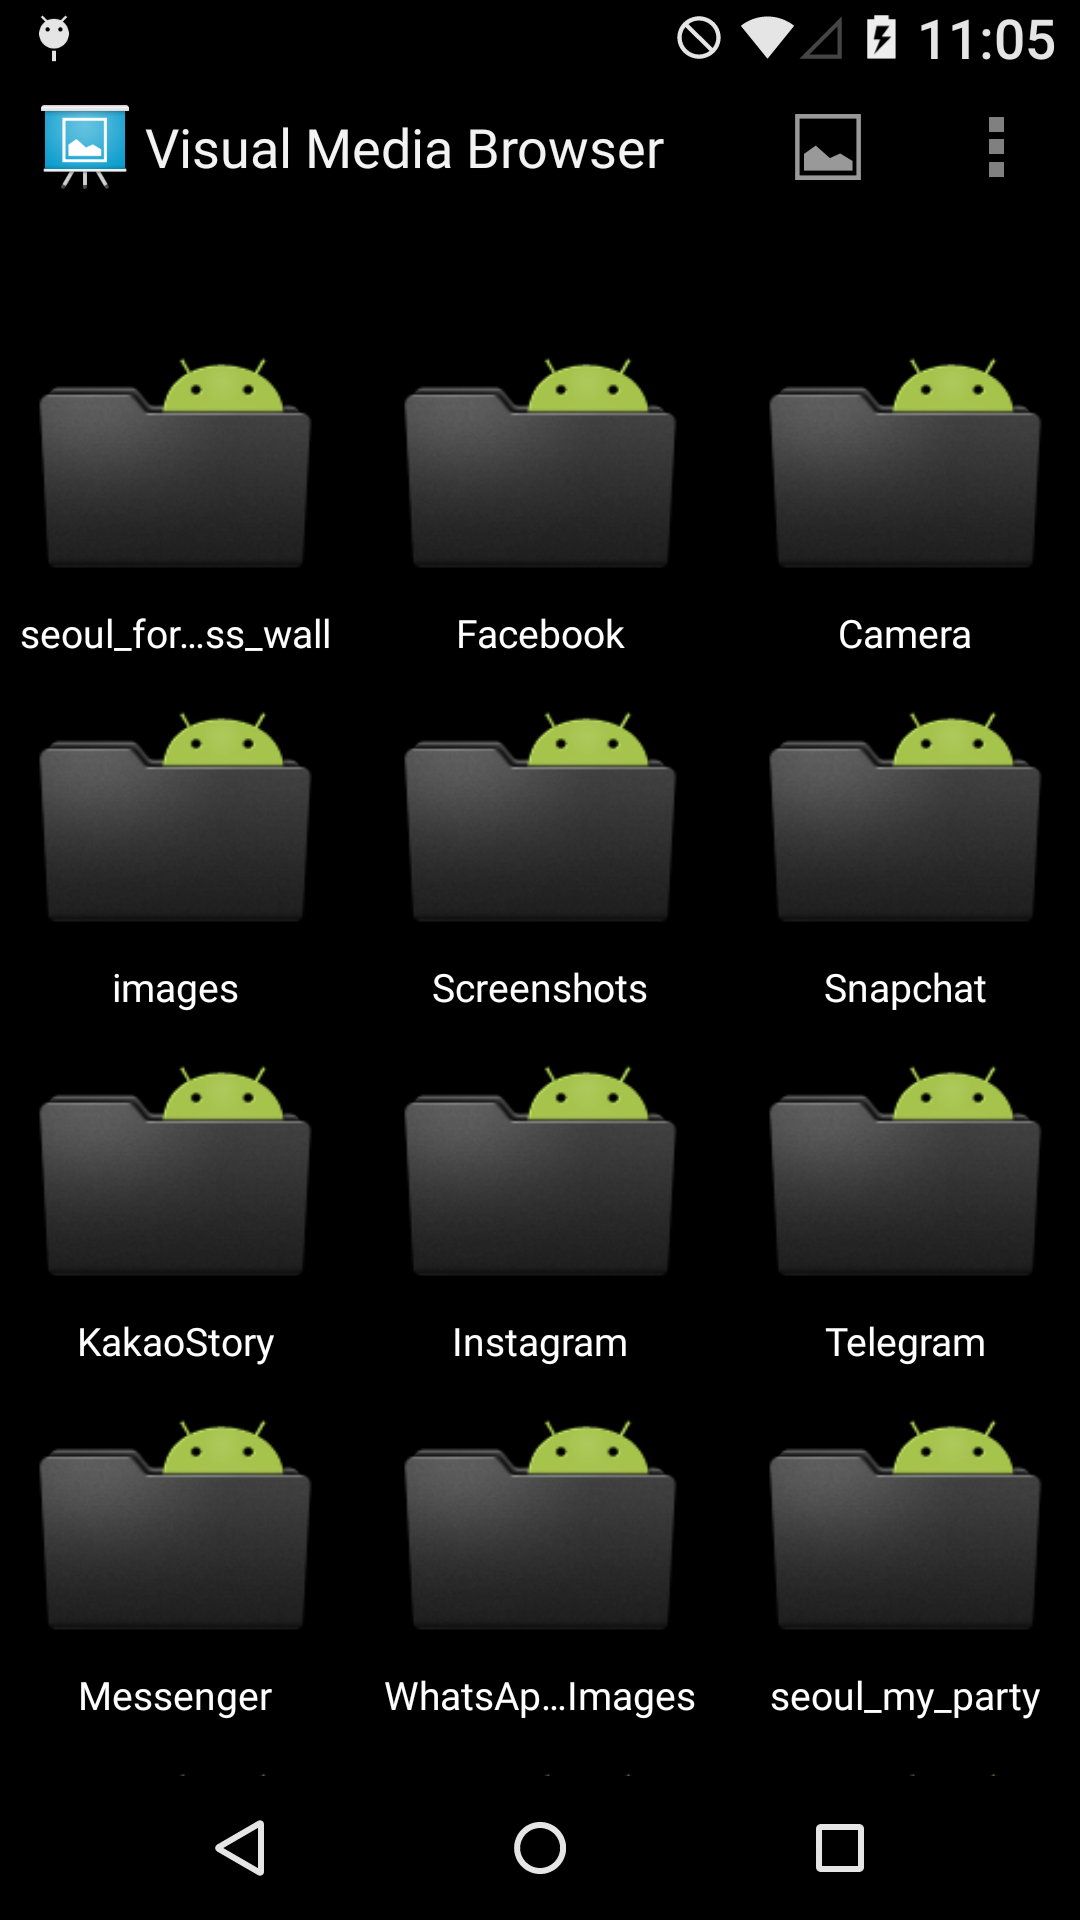 11:05
Visual Media Browser
seoul_for...ss_wall
Facebook
Camera
images
Screenshots
Snapchat
KakaoStory
Instagram
Telegram
Messenger
WhatsAp...Images
seoul_my_party